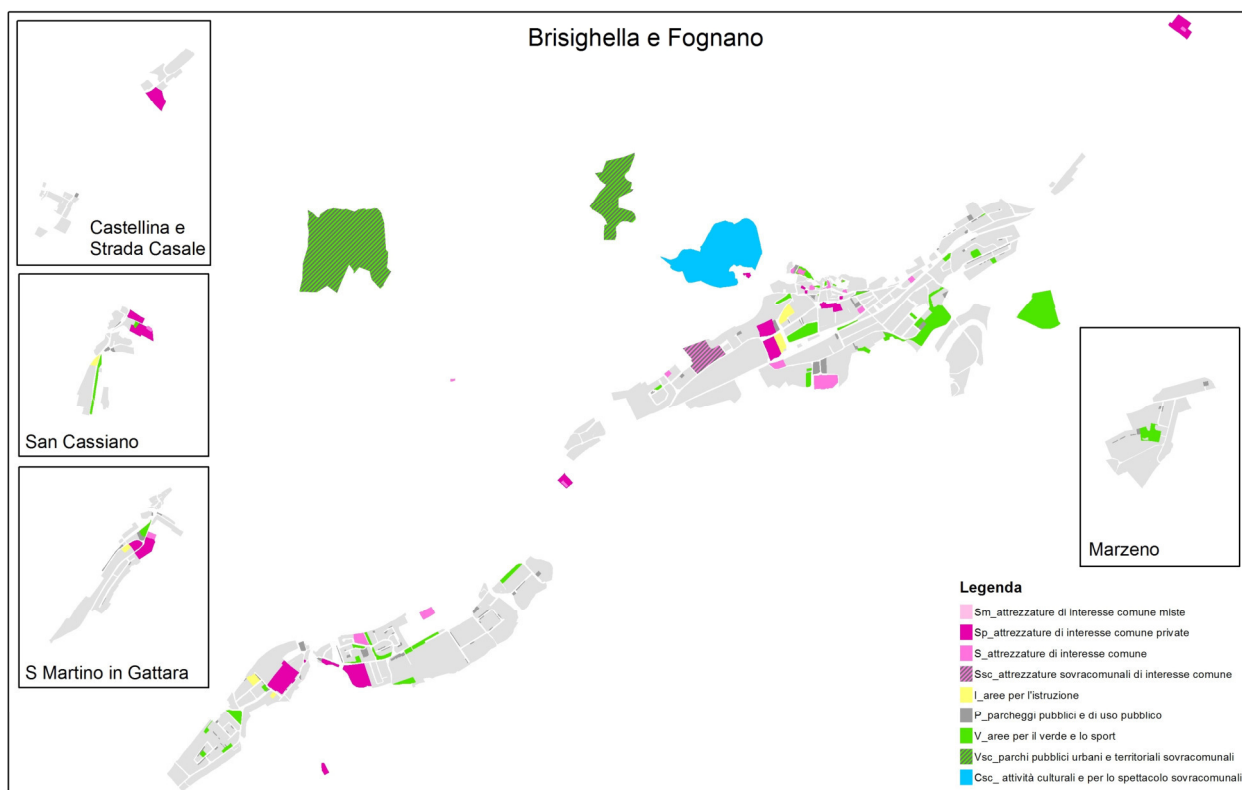 Brisighella e Fognano
Castellina e
Strada Casale
San Cassiano
S Martino in Gattara
Marzeno
Legenda
Sm_attrezzature di interesse comune miste
Sp_attrezzature di interesse comune private
S_attrezzature di interesse comune
Ssc_attrezzature sovracomunali di interesse comune
I_aree per l'istruzione
P_parcheggi pubblici e di uso pubblico
V_aree per il verde e lo sport
Vsc_parchi pubblici urbani e territoriali sovracomunali
Csc_ attività culturali e per lo spettacolo sovracomunali